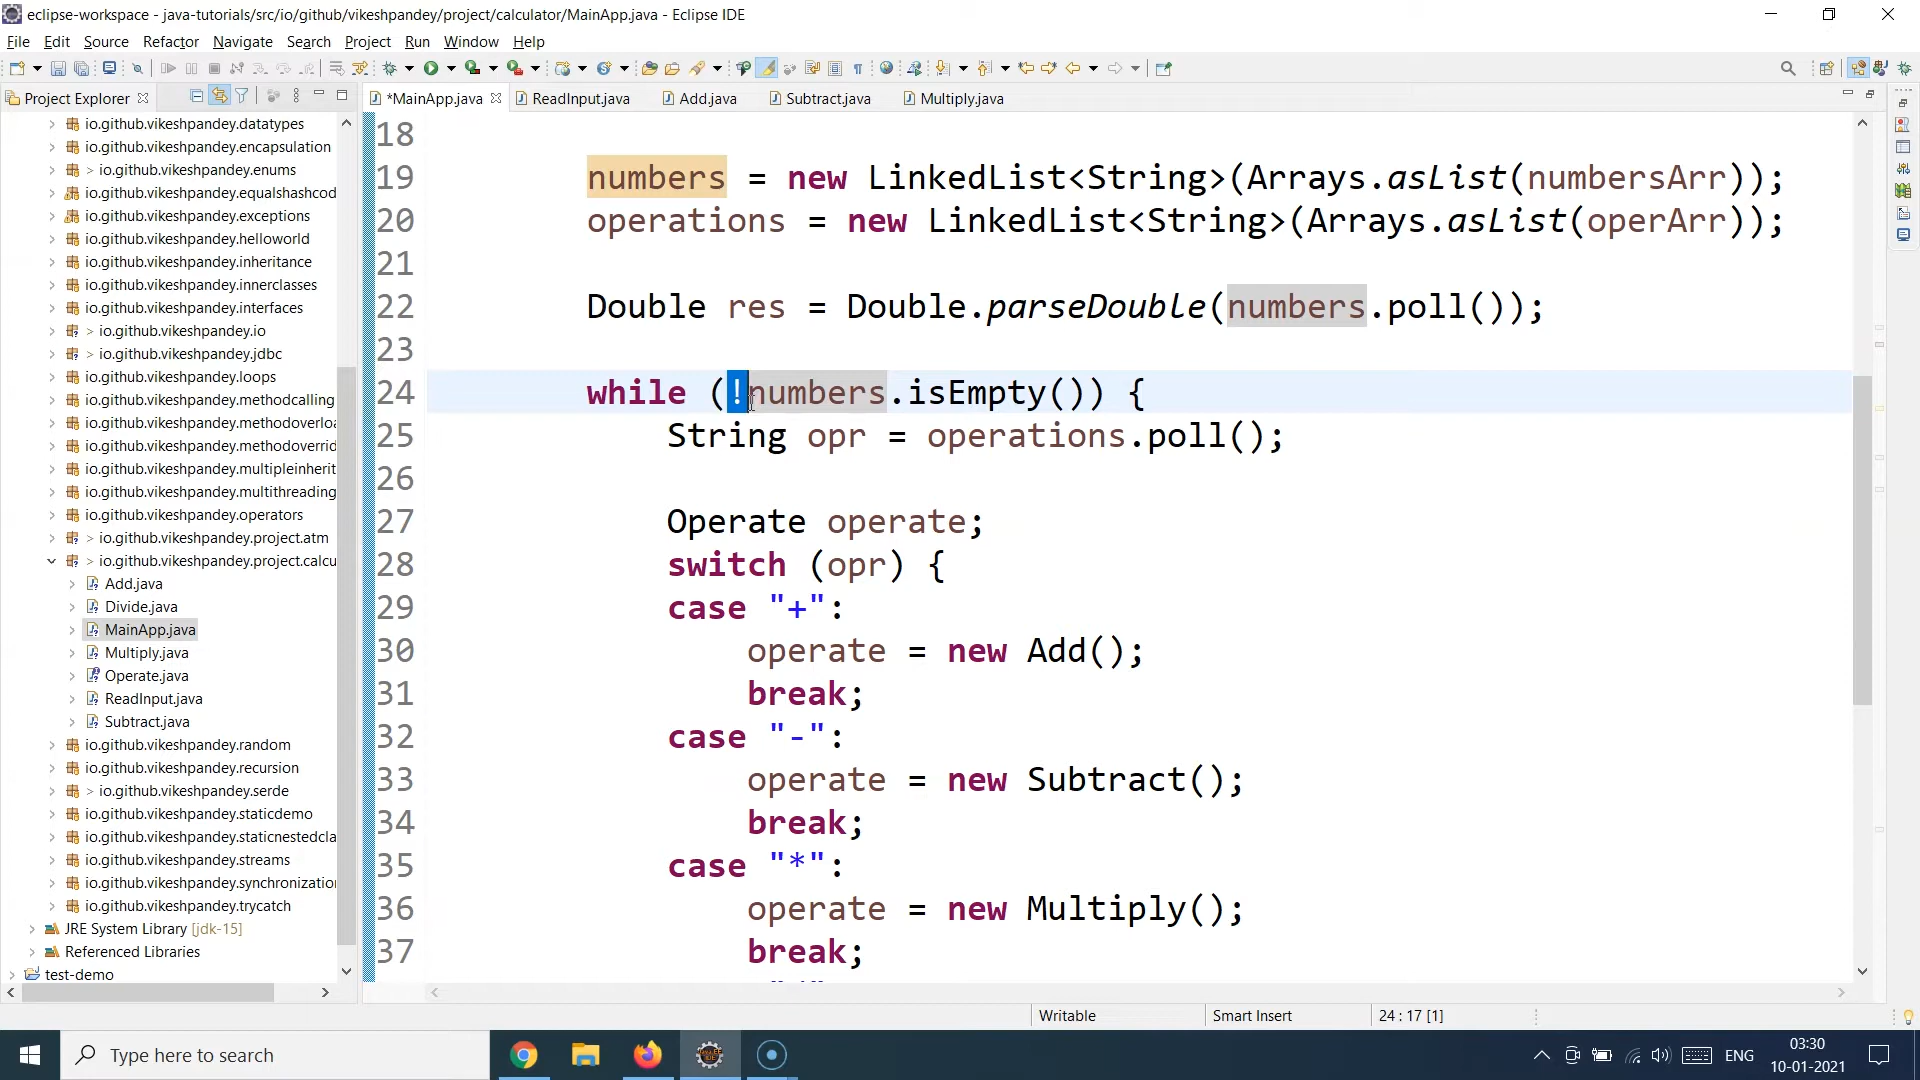 eclipse-workspace - java-tutorials/src/io/github/vikeshpandey/project/calculator/MainApp.java - Eclipse IDE
File Edit Source Refactor Navigate Search Project Run Window Help
Project Explorer
*MainApp.java ReadInput.java Add.java Subtract.java Multiply.java
io.github.vikeshpandey.datatypes
io.github.vikeshpandey.encapsulation
> io.github.vikeshpandey.enums
io.github.vikeshpandey.equalshashcod
io.github.vikeshpandey.exceptions
io.github.vikeshpandey.helloworld
io.github.vikeshpandey.inheritance
io.github.vikeshpandey.innerclasses
io.github.vikeshpandey.interfaces
> io.github.vikeshpandey.io
> io.github.vikeshpandey.jdbc
io.github.vikeshpandey.loops
io.github.vikeshpandey.methodcalling
io.github.vikeshpandey.methodoverloa
io.github.vikeshpandey.methodoverrid
io.github.vikeshpandey.multipleinherit
io.github.vikeshpandey.multithreading
io.github.vikeshpandey.operators
> io.github.vikeshpandey.project.atm
> io.github.vikeshpandey.project.calcu
Add.java
Divide.java
MainApp.java
Multiply.java
Operate.java
ReadInput.java
Subtract.java
io.github.vikeshpandey.random
io.github.vikeshpandey.recursion
> io.github.vikeshpandey.serde
io.github.vikeshpandey.staticdemo
io.github.vikeshpandey.staticnestedcla
io.github.vikeshpandey.streams
io.github.vikeshpandey.synchronization
io.github.vikeshpandey.trycatch
JRE System Library [jdk-15]
Referenced Libraries
test-demo
18
19 numbers = new LinkedList<String>(Arrays.asList(numbersArr));
20 operations = new LinkedList<String>(Arrays.asList(operArr));
21
22 Double res = Double.parseDouble(numbers.poll());
23
24 while (!numbers.isEmpty()) {
25 String opr = operations.poll();
26
27 Operate operate;
28 switch (opr) {
29 case "+":
30 operate = new Add();
31 break;
32 case "-":
33 operate = new Subtract();
34 break;
35 case "*":
36 operate = new Multiply();
37 break;
Writable Smart Insert 24 : 17 [1]
Type here to search
ENG
03:30
10-01-2021